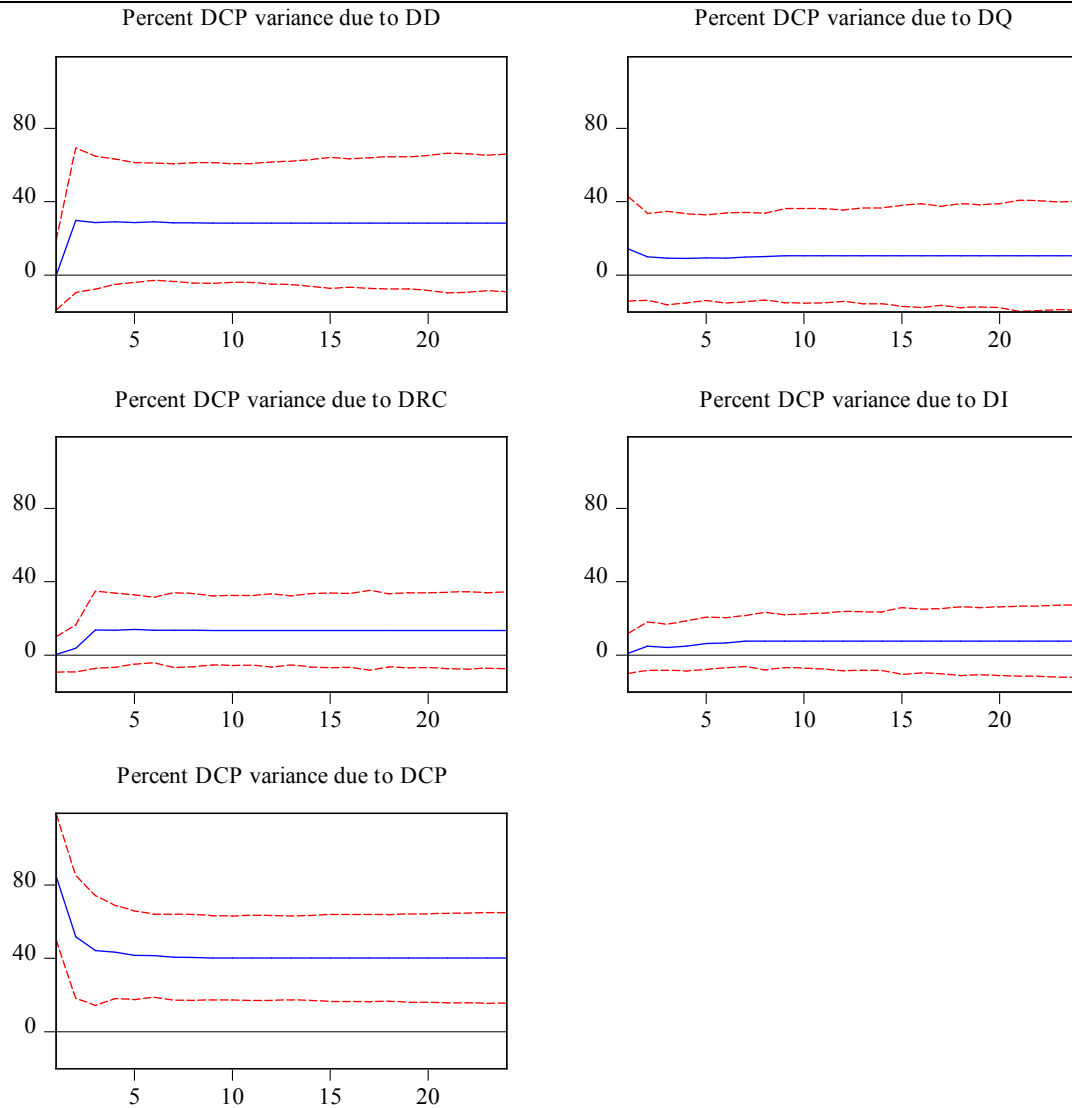 Percent DCP variance due to DD
80
40
0
5 10 15 20
Percent DCP variance due to DQ
80
40
0
5 10 15 20
Percent DCP variance due to DRC
80
40
0
5 10 15 20
Percent DCP variance due to DI
80
40
0
5 10 15 20
Percent DCP variance due to DCP
80
40
0
5 10 15 20